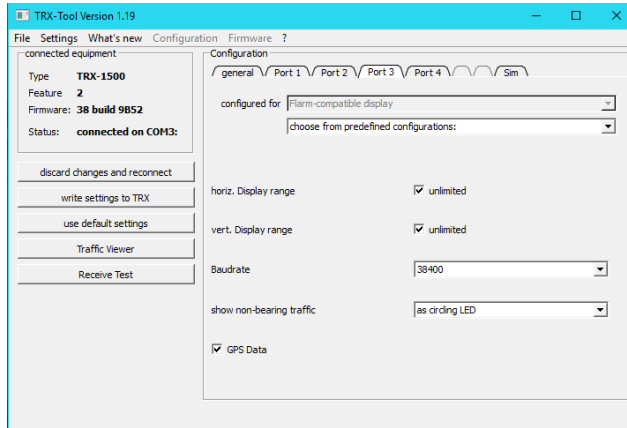 TRX-Tool Version 1.19
File Settings What's new Configuration Firmware ?
connected equipment
Type TRX-1500
Feature 2
Firmware: 38 build 9B52
Status: connected on COM3:
discard changes and reconnect
write settings to TRX
use default settings
Traffic Viewer
Receive Test
Configuration
general Port 1 Port 2 Port 3 Port 4 Sim
configured for Flarm-compatible display
choose from predefined configurations:
horiz. Display range unlimited
vert. Display range unlimited
Baudrate 38400
show non-bearing traffic as circling LED
GPS Data